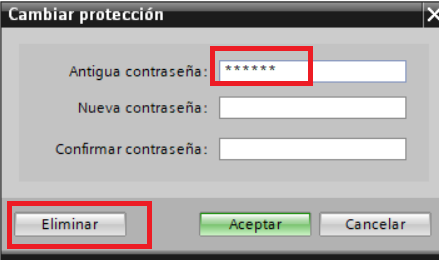 Cambiar protección
Antigua contraseña: ******
Nueva contraseña:
Confirmar contraseña:
Eliminar Aceptar Cancelar